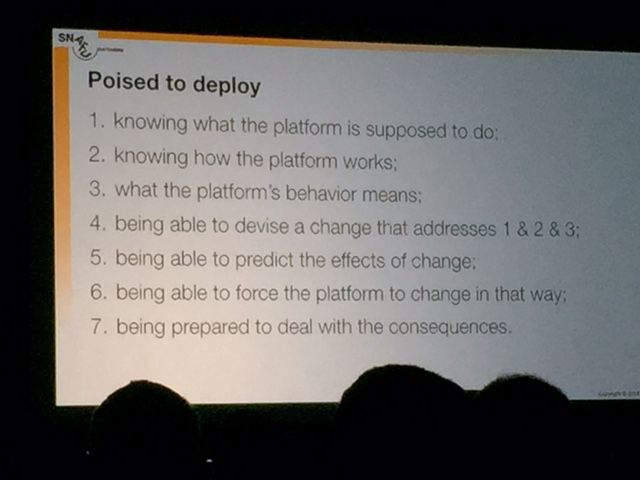 SNAFU
Poised to deploy
1. knowing what the platform is supposed to do;
2. knowing how the platform works;
3. what the platform's behavior means;
4. being able to devise a change that addresses 1 & 2 & 3;
5. being able to predict the effects of change;
6. being able to force the platform to change in that way;
7. being prepared to deal with the consequences.
Copyright ©